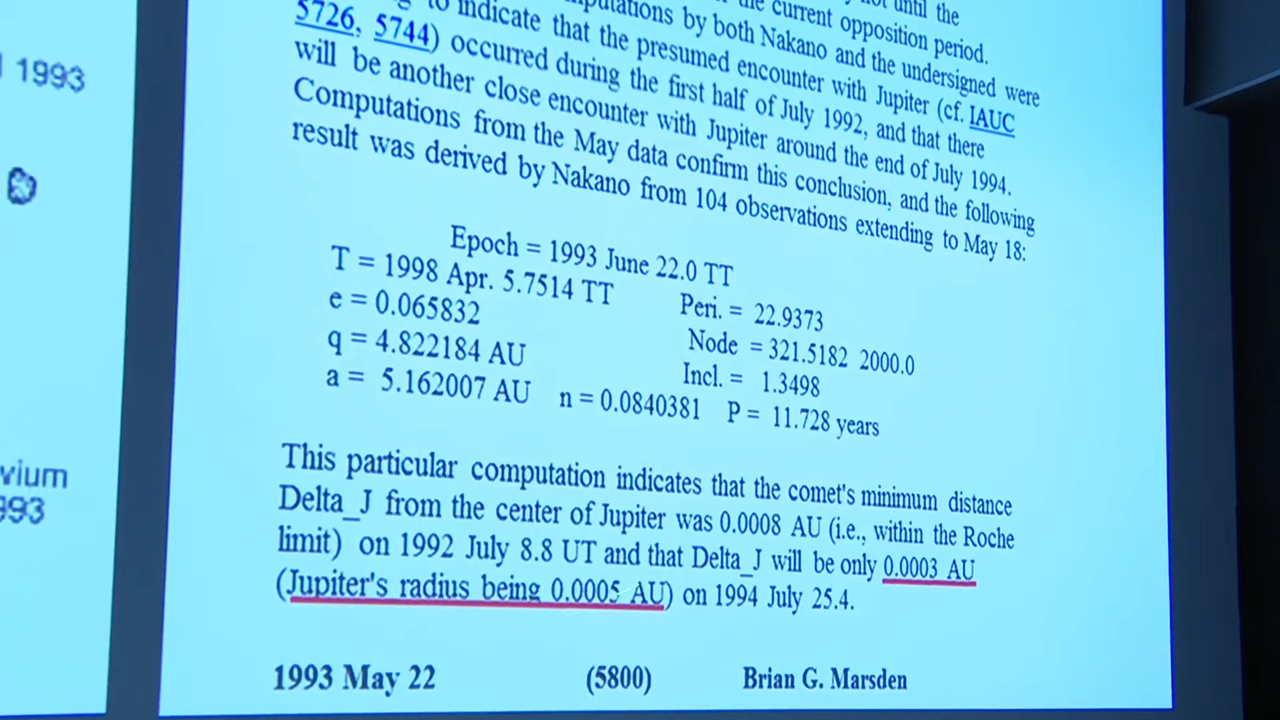 1993
vium
993
not until the
the current opposition period.
to indicate that the presumed encounter with Jupiter (cf. IAUC
computations by both Nakano and the undersigned were
5726, 5744) occurred during the first half of July 1992, and that there
will be another close encounter with Jupiter around the end of July 1994.
Computations from the May data confirm this conclusion, and the following
result was derived by Nakano from 104 observations extending to May 18:
Epoch = 1993 June 22.0 TT
T = 1998 Apr. 5.7514 TT Peri. = 22.9373
e = 0.065832 Node = 321.5182 2000.0
q = 4.822184 AU Incl. = 1.3498
a = 5.162007 AU n = 0.0840381 P = 11.728 years
This particular computation indicates that the comet's minimum distance
Delta_J from the center of Jupiter was 0.0008 AU (i.e., within the Roche
limit) on 1992 July 8.8 UT and that Delta_J will be only 0.0003 AU
(Jupiter's radius being 0.0005 AU) on 1994 July 25.4.
1993 May 22 (5800) Brian G. Marsden